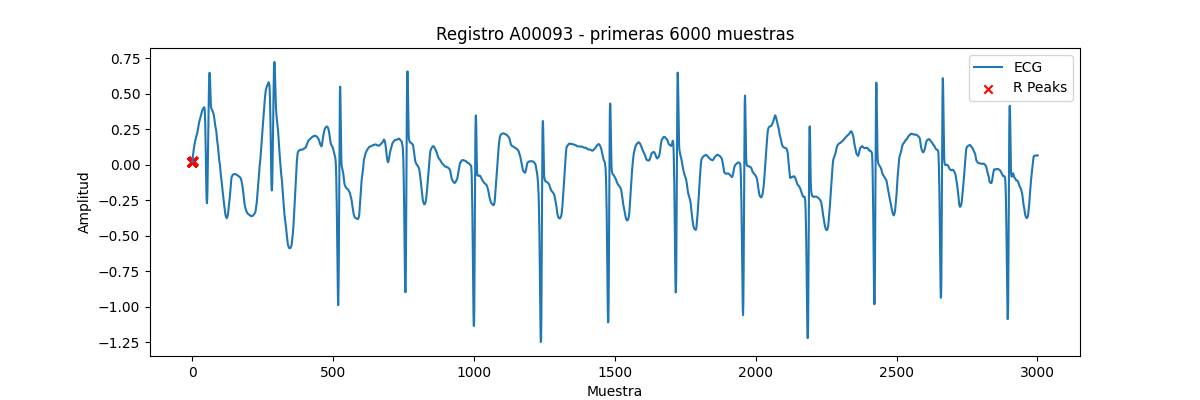 Registro A00093 - primeras 6000 muestras
ECG
R Peaks
0.75
0.50
0.25
0.00
−0.25
−0.50
−0.75
−1.00
−1.25
Amplitud
0 500 1000 1500 2000 2500 3000
Muestra